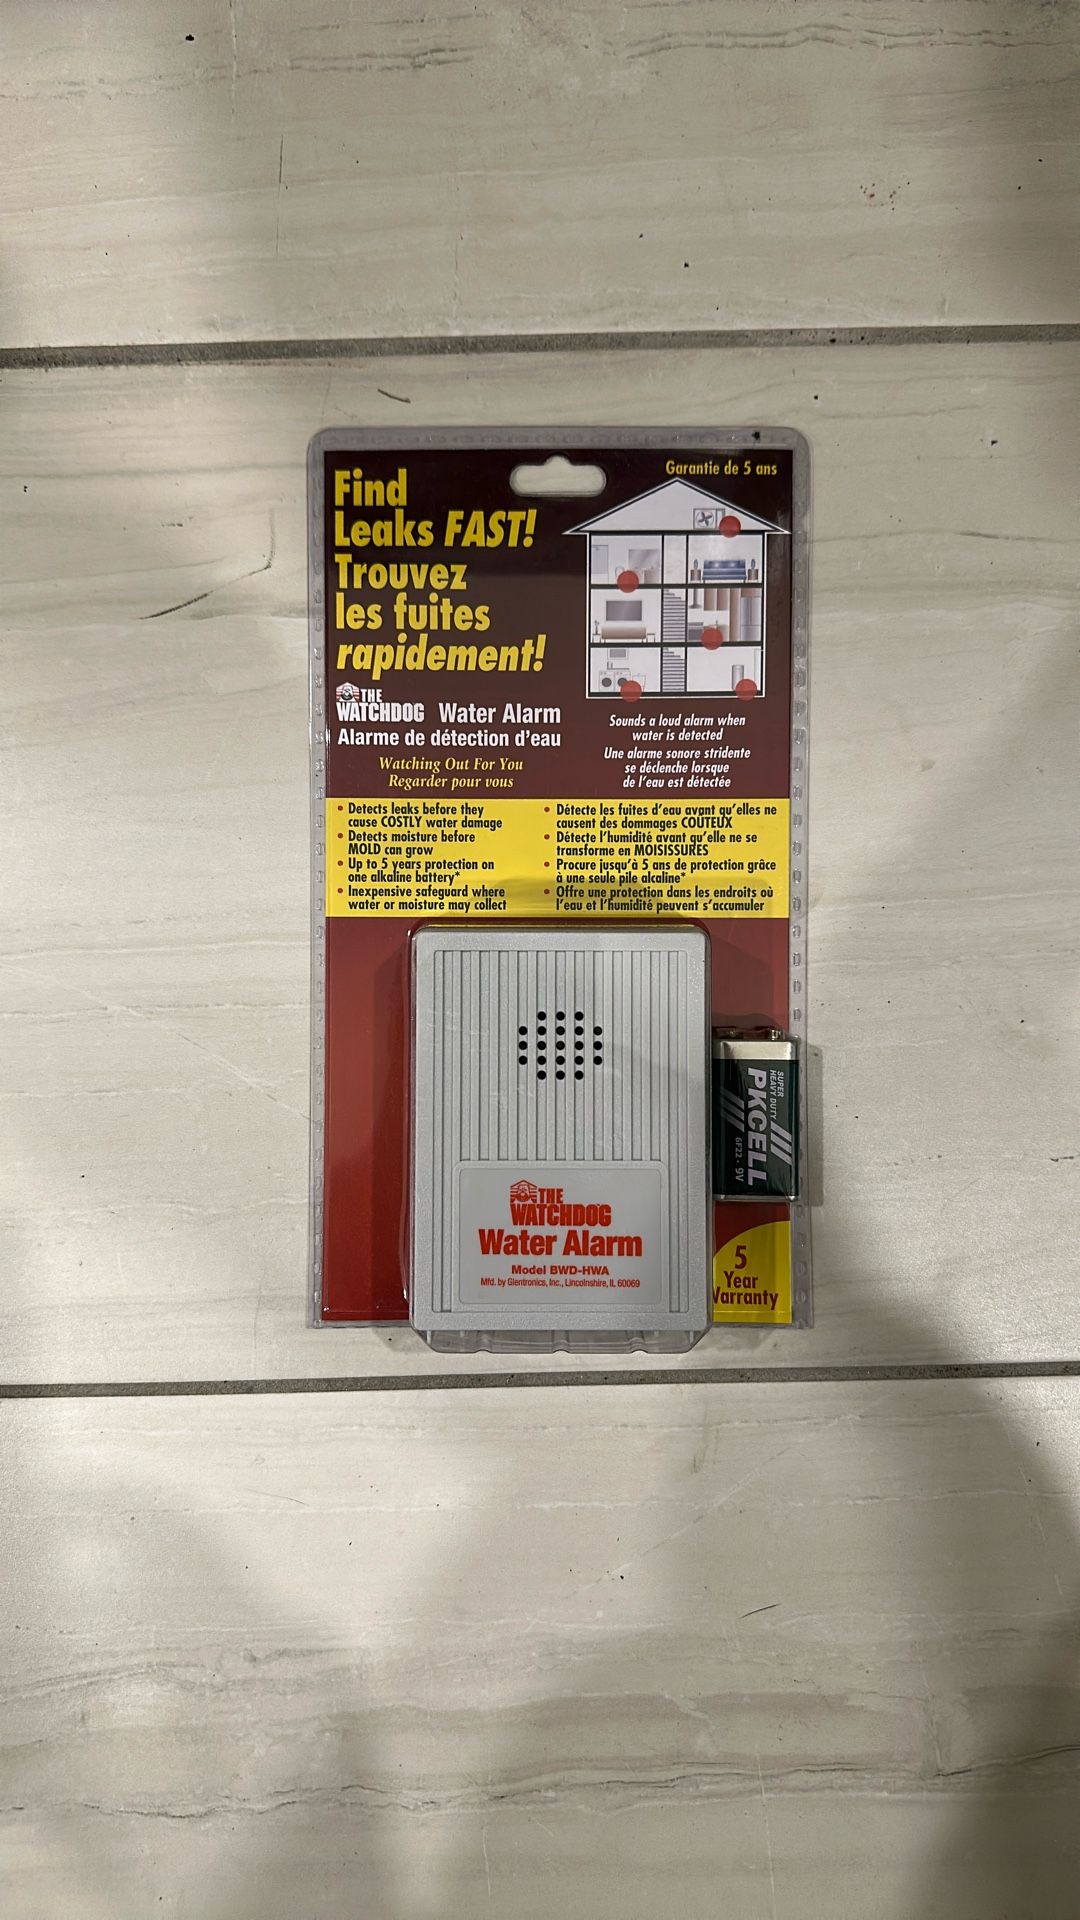 Garantie de 5 ans
Find
Leaks FAST!
Trouvez
les fuites
rapidement!
THE
WATCHDOG Water Alarm
Alarme de détection d'eau
Watching Out For You
Regarder pour vous
Sounds a loud alarm when
water is detected
Une alarme sonore stridente
se déclenche lorsque
de l'eau est détectée
• Detects leaks before they
cause COSTLY water damage
• Detects moisture before
MOLD can grow
• Up to 5 years protection on
one alkaline battery*
• Inexpensive safeguard where
water or moisture may collect
• Détecte les fuites d'eau avant qu'elles ne
causent des dommages COÛTEUX
• Détecte l'humidité avant qu'elle ne se
transforme en MOISISSURES
• Procure jusqu'à 5 ans de protection grâce
à une seule pile alcaline*
• Offre une protection dans les endroits où
l'eau et l'humidité peuvent s'accumuler
SUPER
HEAVY DUTY
PKCELL
6F22 · 9V
THE
WATCHDOG
Water Alarm
Model BWD-HWA
Mfd. by Glentronics, Inc., Lincolnshire, IL 60069
5
Year
Warranty